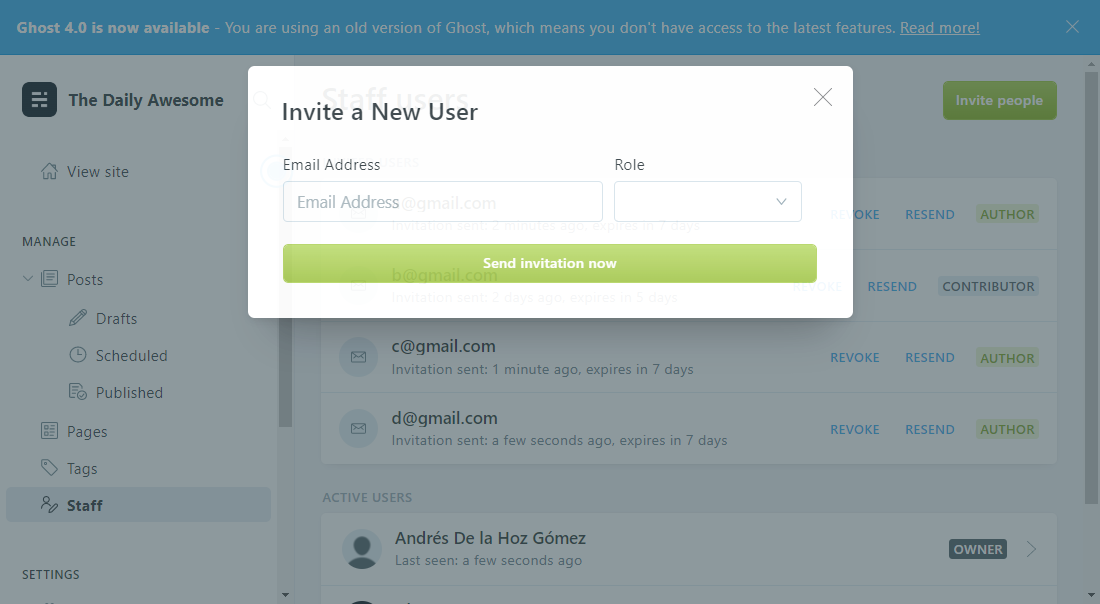 Ghost 4.0 is now available - You are using an old version of Ghost, which means you don't have access to the latest features. Read more!
The Daily Awesome
View site
MANAGE
Posts
Drafts
Scheduled
Published
Pages
Tags
Staff
SETTINGS
Staff users
Invite people
Invite a New User
Email Address
Role
Email Address
Send invitation now
@gmail.com
Invitation sent: 2 minutes ago, expires in 7 days
REVOKE RESEND AUTHOR
b@gmail.com
Invitation sent: 2 days ago, expires in 5 days
REVOKE RESEND CONTRIBUTOR
c@gmail.com
Invitation sent: 1 minute ago, expires in 7 days
REVOKE RESEND AUTHOR
d@gmail.com
Invitation sent: a few seconds ago, expires in 7 days
REVOKE RESEND AUTHOR
ACTIVE USERS
Andrés De la Hoz Gómez
Last seen: a few seconds ago
OWNER